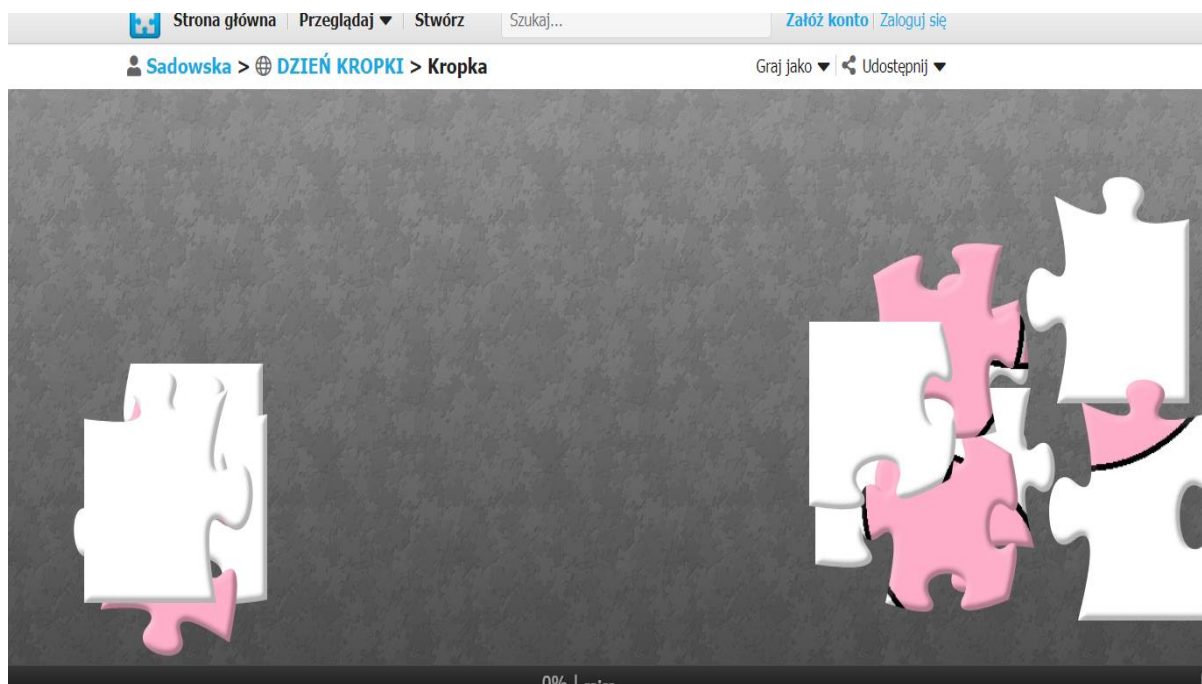 Strona główna Przeglądaj ▼ Stwórz Szukaj... Załóż konto Zaloguj się
Sadowska > DZIEŃ KROPKI > Kropka Graj jako ▼ Udostępnij ▼
0% |